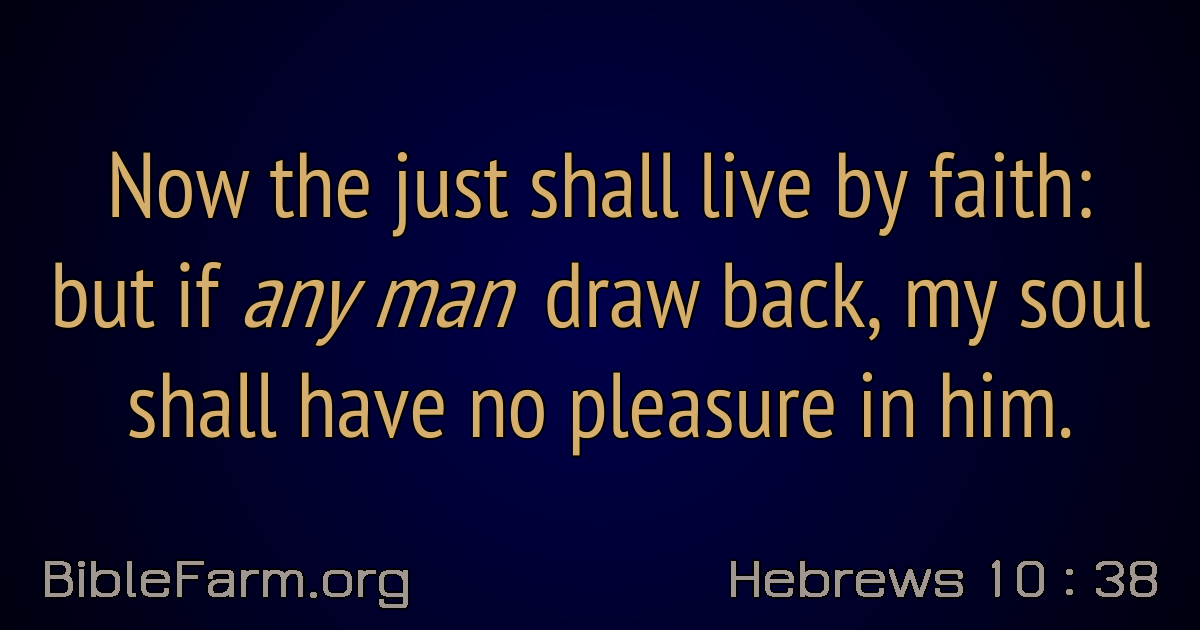 Now the just shall live by faith:
but if any man draw back, my soul
shall have no pleasure in him.
BibleFarm.org
Hebrews 10 : 38